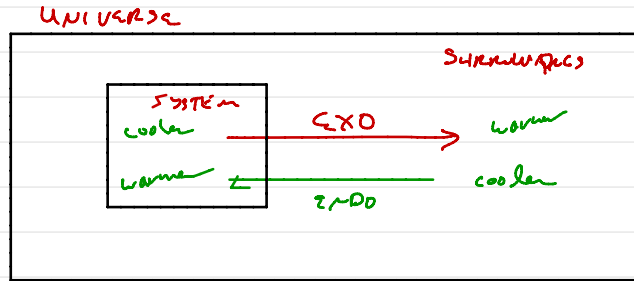 UNIVERSE
SURROUNDINGS
SYSTEM
cooler EXO warmer
warmer ENDO cooler